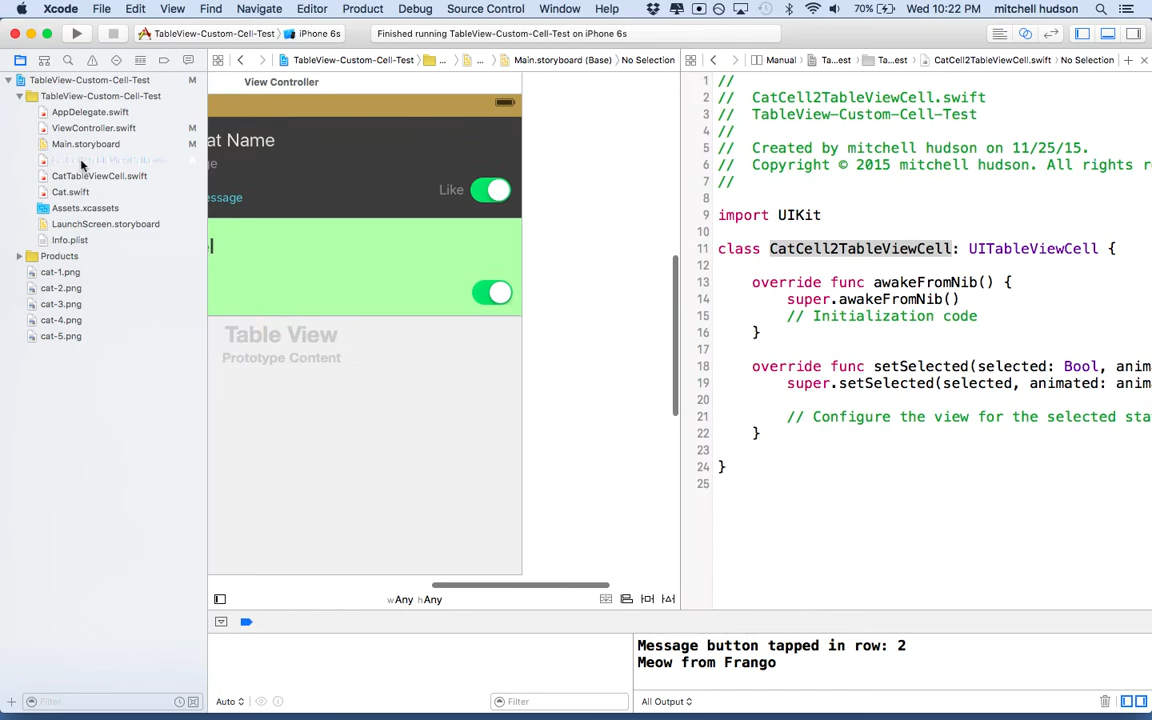 Xcode File Edit View Find Navigate Editor Product Debug Source Control Window Help 70% Wed 10:22 PM mitchell hudson
TableView-Custom-Cell-Test iPhone 6s Finished running TableView-Custom-Cell-Test on iPhone 6s
TableView-Custom-Cell-Test Main.storyboard (Base) No Selection Manual Ta...est Ta...est CatCell2TableViewCell.swift No Selection
TableView-Custom-Cell-Test M
TableView-Custom-Cell-Test
AppDelegate.swift
ViewController.swift M
Main.storyboard M
CatTableViewCell.swift
Cat.swift
Assets.xcassets
LaunchScreen.storyboard
Info.plist
Products
cat-1.png
cat-2.png
cat-3.png
cat-4.png
cat-5.png
Filter
View Controller
at Name
ge
essage
Like
el
Table View
Prototype Content
wAny hAny
1 //
2 // CatCell2TableViewCell.swift
3 // TableView-Custom-Cell-Test
4 //
5 // Created by mitchell hudson on 11/25/15.
6 // Copyright © 2015 mitchell hudson. All rights re
7 //
8
9 import UIKit
10
11 class CatCell2TableViewCell: UITableViewCell {
12
13 override func awakeFromNib() {
14 super.awakeFromNib()
15 // Initialization code
16 }
17
18 override func setSelected(selected: Bool, anim
19 super.setSelected(selected, animated: anim
20
21 // Configure the view for the selected sta
22 }
23
24 }
25
Message button tapped in row: 2
Meow from Frango
Auto
Filter
All Output